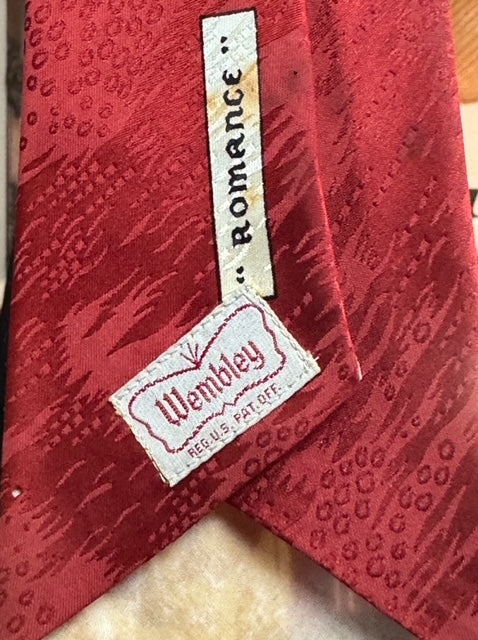 " ROMANCE "
Wembley
REG. U.S. PAT. OFF.